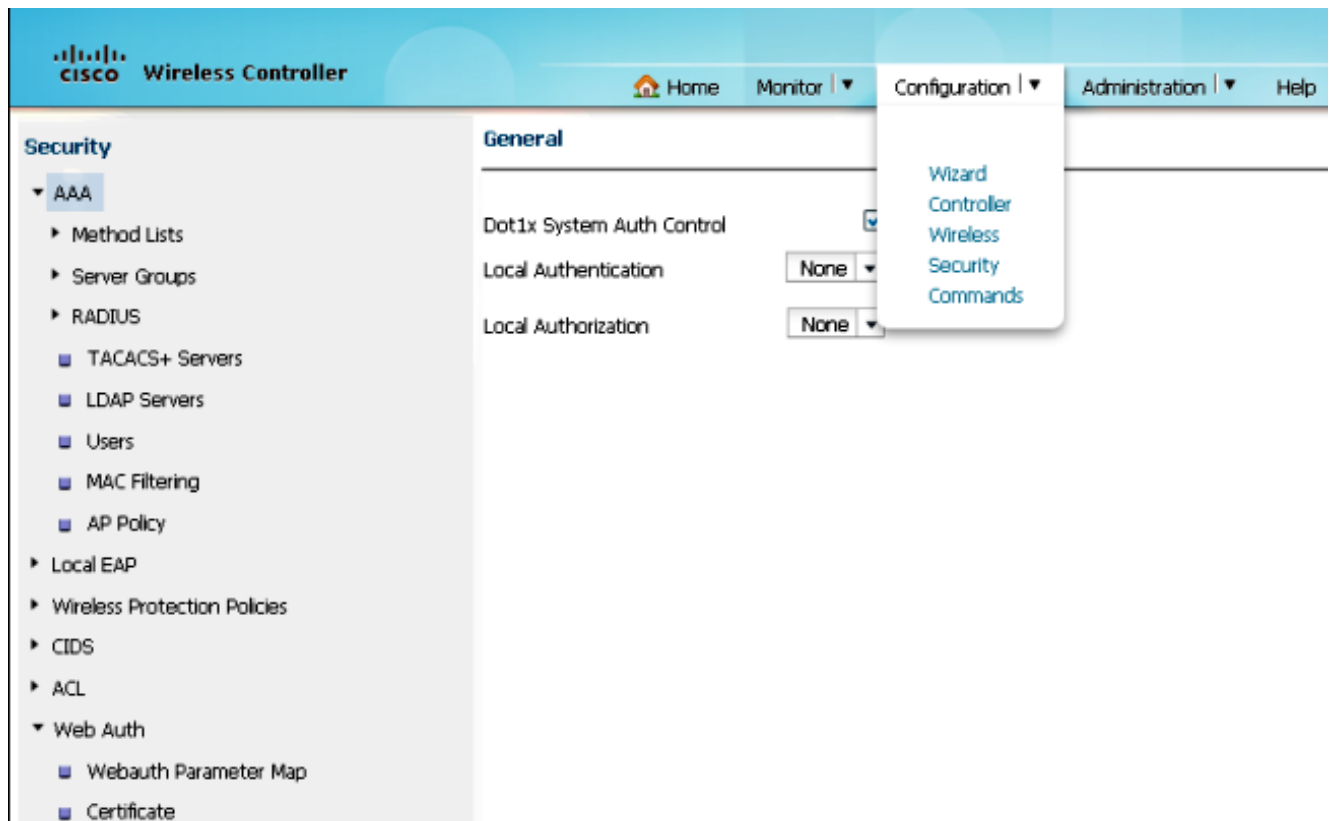 CISCO Wireless Controller
Home Monitor Configuration Administration Help
Wizard
Controller
Wireless
Security
Commands
Security
AAA
Method Lists
Server Groups
RADIUS
TACACS+ Servers
LDAP Servers
Users
MAC Filtering
AP Policy
Local EAP
Wireless Protection Policies
CIDS
ACL
Web Auth
Webauth Parameter Map
Certificate
General
Dot1x System Auth Control
Local Authentication None
Local Authorization None